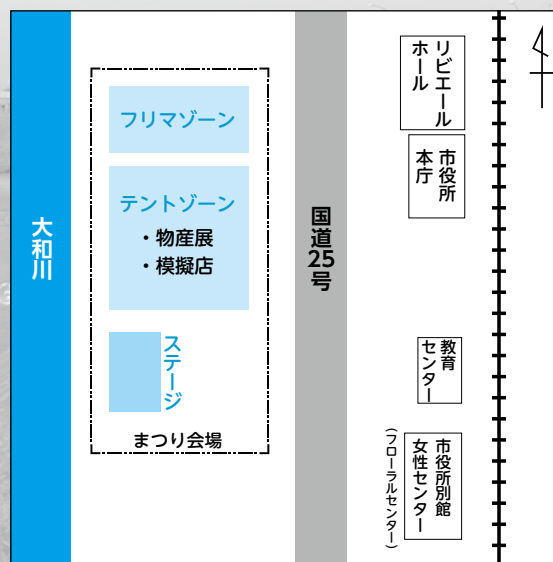 大和川
フリマゾーン
テントゾーン
・物産展
・模擬店
ステージ
まつり会場
国道25号
リビエール
ホール
市役所
本庁
教育
センター
市役所別館
女性センター
(フローラルセンター)